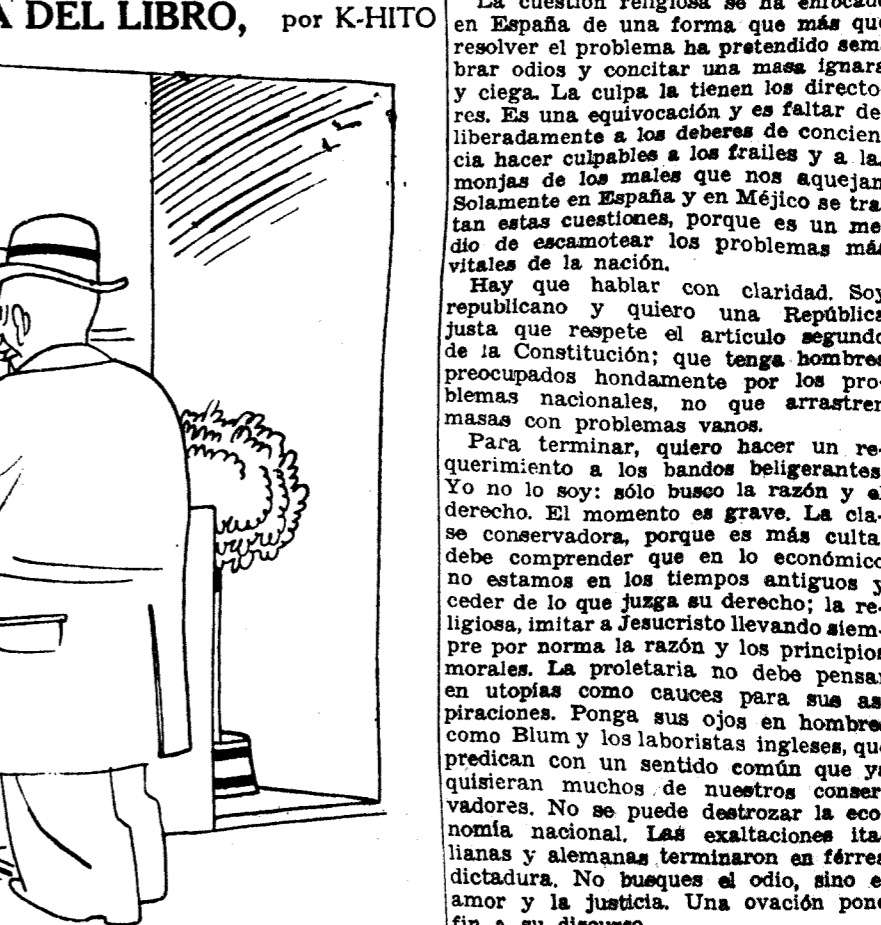 A DEL LIBRO, por K-HITO
La cuestión religiosa se ha enfocado
en España de una forma que más que
resolver el problema ha pretendido sem
brar odios y concitar una masa ignara
y ciega. La culpa la tienen los directo
res. Es una equivocación y es faltar de
liberadamente a los deberes de concien
cia hacer culpables a los frailes y a la
monjas de los males que nos aquejan
Solamente en España y en Méjico se tra
tan estas cuestiones, porque es un me
dio de escamotear los problemas más
vitales de la nación.
Hay que hablar con claridad. Soy
republicano y quiero una República
justa que respete el artículo segundo
de la Constitución; que tenga hombres
preocupados hondamente por los pro-
blemas nacionales, no que arrastren
masas con problemas vanos.
Para terminar, quiero hacer un re-
querimiento a los bandos beligerantes.
Yo no lo soy: sólo busco la razón y el
derecho. El momento es grave. La cla-
se conservadora, porque es más culta,
debe comprender que en lo económico
no estamos en los tiempos antiguos y
ceder de lo que juzga su derecho; la re-
ligiosa, imitar a Jesucristo llevando siem-
pre por norma la razón y los principios
morales. La proletaria no debe pensar
en utopías como cauces para sus as
piraciones. Ponga sus ojos en hombres
como Blum y los laboristas ingleses, que
predican con un sentido común que ya
quisieran muchos de nuestros conser
vadores. No se puede destrozar la eco
nomía nacional. Las exaltaciones ita
lianas y alemanas terminaron en férrea
dictadura. No busques el odio, sino el
amor y la justicia. Una ovación pone
fin a su discurso